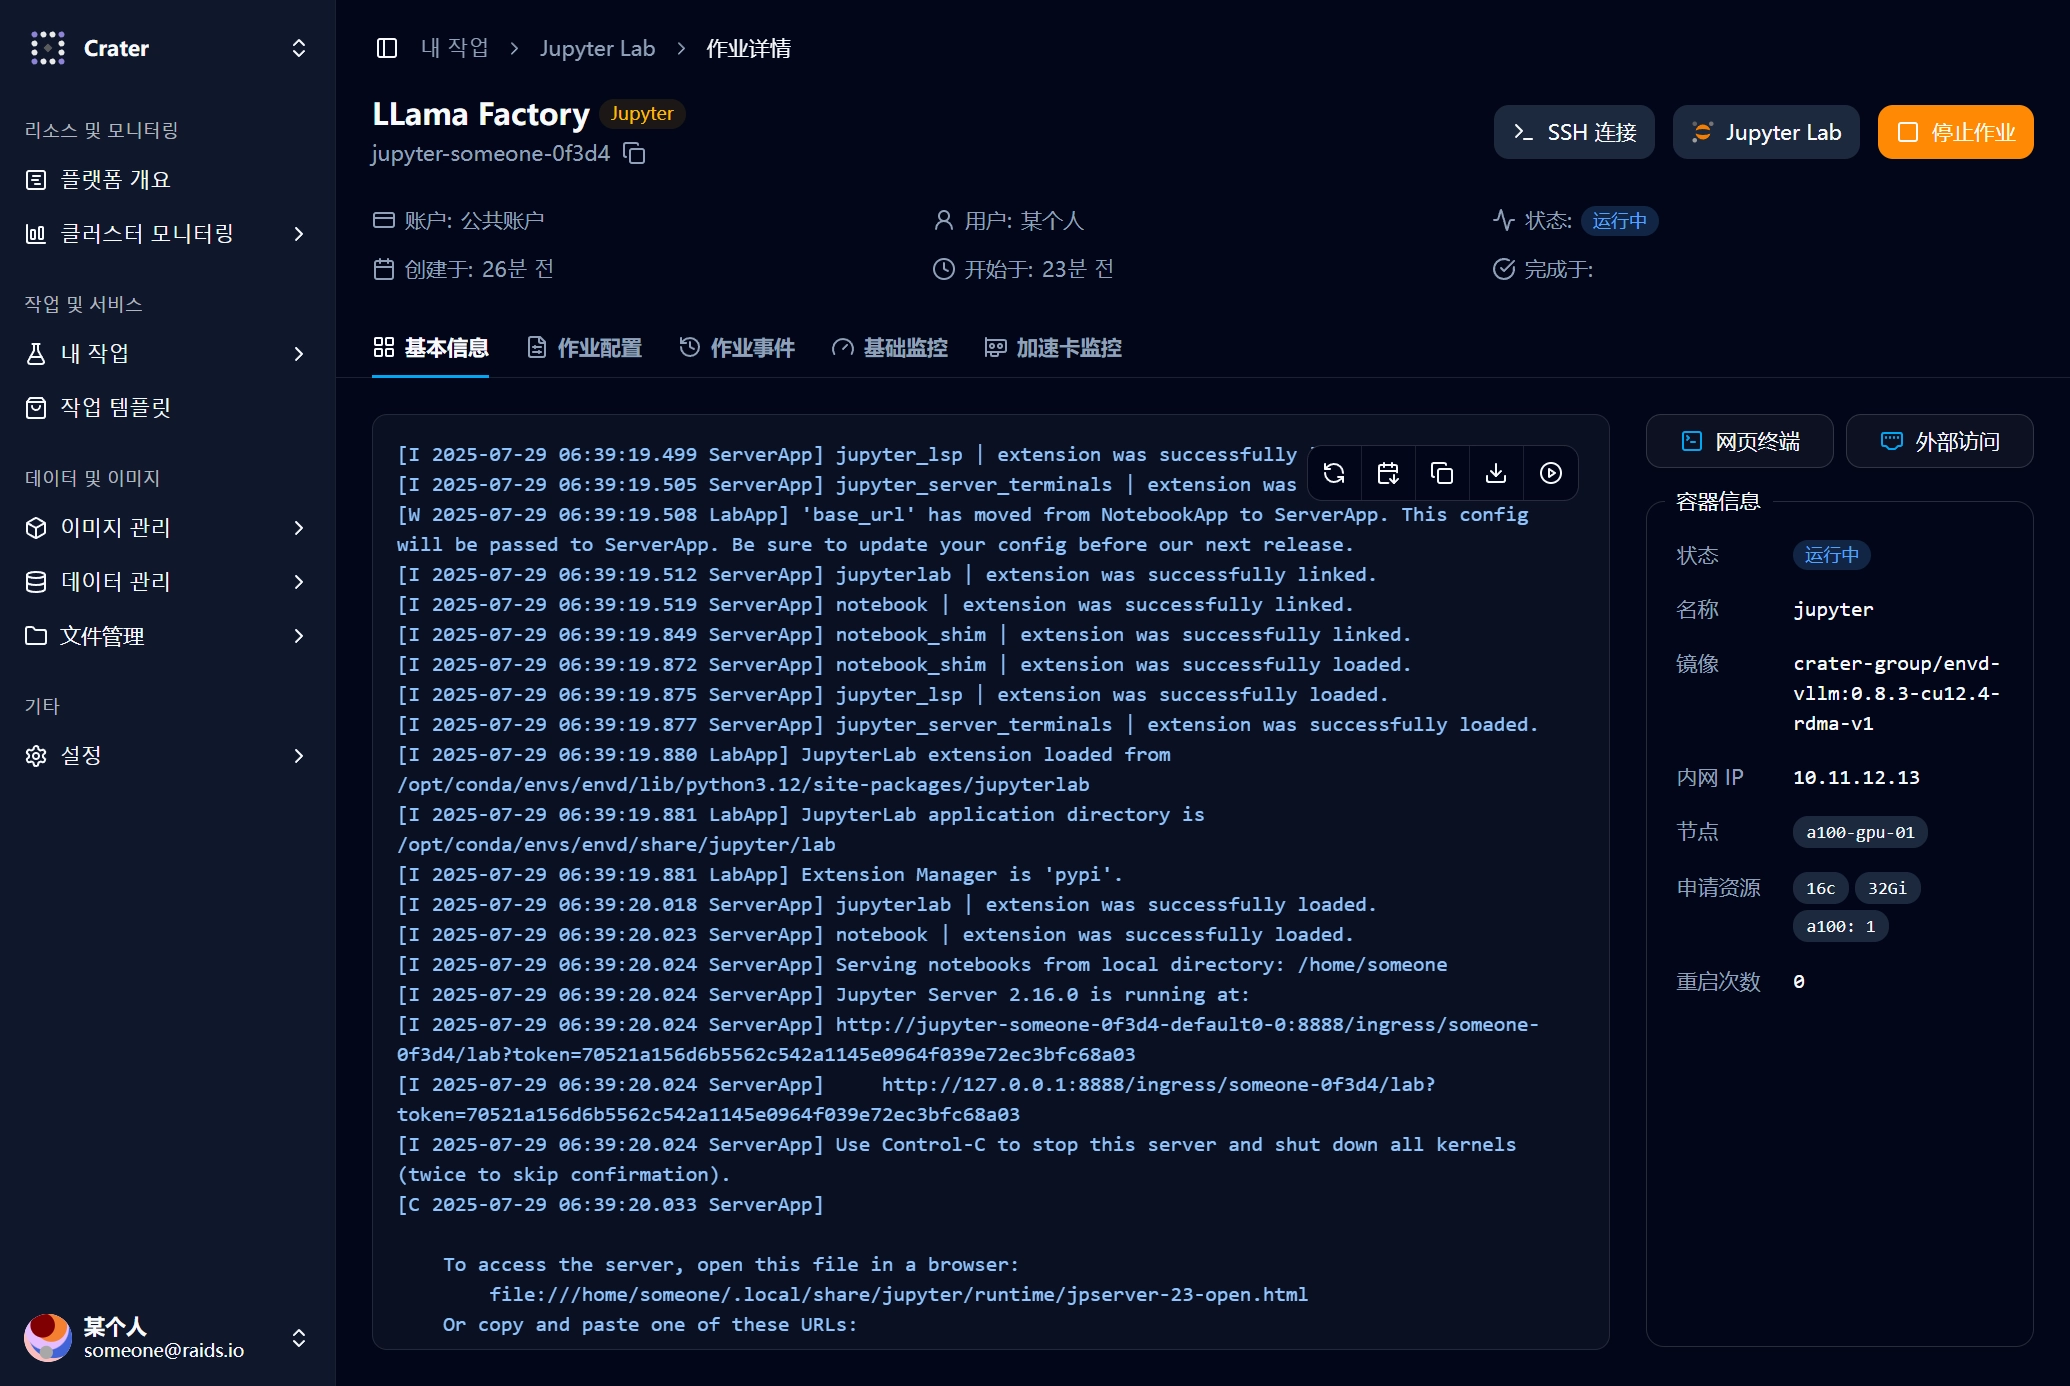 Crater
리소스 및 모니터링
플랫폼 개요
클러스터 모니터링
작업 및 서비스
내 작업
작업 템플릿
데이터 및 이미지
이미지 관리
데이터 관리
文件管理
기타
설정
某个人
someone@raids.io
내 작업 > Jupyter Lab > 作业详情
LLama Factory Jupyter
jupyter-someone-0f3d4
SSH 连接
Jupyter Lab
停止作业
账户: 公共账户
用户: 某个人
状态: 运行中
创建于: 26분 전
开始于: 23분 전
完成于:
基本信息
作业配置
作业事件
基础监控
加速卡监控
[I 2025-07-29 06:39:19.499 ServerApp] jupyter_lsp | extension was successfully
[I 2025-07-29 06:39:19.505 ServerApp] jupyter_server_terminals | extension was
[W 2025-07-29 06:39:19.508 LabApp] 'base_url' has moved from NotebookApp to ServerApp. This config
will be passed to ServerApp. Be sure to update your config before our next release.
[I 2025-07-29 06:39:19.512 ServerApp] jupyterlab | extension was successfully linked.
[I 2025-07-29 06:39:19.519 ServerApp] notebook | extension was successfully linked.
[I 2025-07-29 06:39:19.849 ServerApp] notebook_shim | extension was successfully linked.
[I 2025-07-29 06:39:19.872 ServerApp] notebook_shim | extension was successfully loaded.
[I 2025-07-29 06:39:19.875 ServerApp] jupyter_lsp | extension was successfully loaded.
[I 2025-07-29 06:39:19.877 ServerApp] jupyter_server_terminals | extension was successfully loaded.
[I 2025-07-29 06:39:19.880 LabApp] JupyterLab extension loaded from
/opt/conda/envs/envd/lib/python3.12/site-packages/jupyterlab
[I 2025-07-29 06:39:19.881 LabApp] JupyterLab application directory is
/opt/conda/envs/envd/share/jupyter/lab
[I 2025-07-29 06:39:19.881 LabApp] Extension Manager is 'pypi'.
[I 2025-07-29 06:39:20.018 ServerApp] jupyterlab | extension was successfully loaded.
[I 2025-07-29 06:39:20.023 ServerApp] notebook | extension was successfully loaded.
[I 2025-07-29 06:39:20.024 ServerApp] Serving notebooks from local directory: /home/someone
[I 2025-07-29 06:39:20.024 ServerApp] Jupyter Server 2.16.0 is running at:
[I 2025-07-29 06:39:20.024 ServerApp] http://jupyter-someone-0f3d4-default0-0:8888/ingress/someone-
0f3d4/lab?token=70521a156d6b5562c542a1145e0964f039e72ec3bfc68a03
[I 2025-07-29 06:39:20.024 ServerApp]     http://127.0.0.1:8888/ingress/someone-0f3d4/lab?
token=70521a156d6b5562c542a1145e0964f039e72ec3bfc68a03
[I 2025-07-29 06:39:20.024 ServerApp] Use Control-C to stop this server and shut down all kernels
(twice to skip confirmation).
[C 2025-07-29 06:39:20.033 ServerApp]
To access the server, open this file in a browser:
file:///home/someone/.local/share/jupyter/runtime/jpserver-23-open.html
Or copy and paste one of these URLs:
网页终端
外部访问
容器信息
状态 运行中
名称 jupyter
镜像 crater-group/envd-
vllm:0.8.3-cu12.4-
rdma-v1
内网 IP 10.11.12.13
节点 a100-gpu-01
申请资源 16c 32Gi
a100: 1
重启次数 0